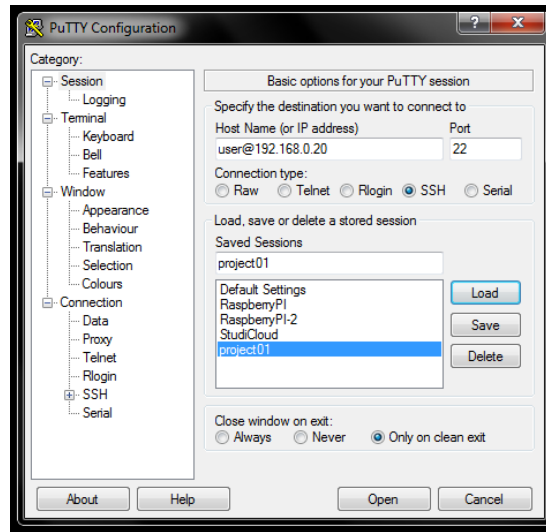 PuTTY Configuration
Category:
Session
Logging
Terminal
Keyboard
Bell
Features
Window
Appearance
Behaviour
Translation
Selection
Colours
Connection
Data
Proxy
Telnet
Rlogin
SSH
Serial
Basic options for your PuTTY session
Specify the destination you want to connect to
Host Name (or IP address) Port
user@192.168.0.20 22
Connection type:
Raw Telnet Rlogin SSH Serial
Load, save or delete a stored session
Saved Sessions
project01
Default Settings
RaspberryPI
RaspberryPI-2
StudiCloud
project01
Load
Save
Delete
Close window on exit:
Always Never Only on clean exit
About Help Open Cancel